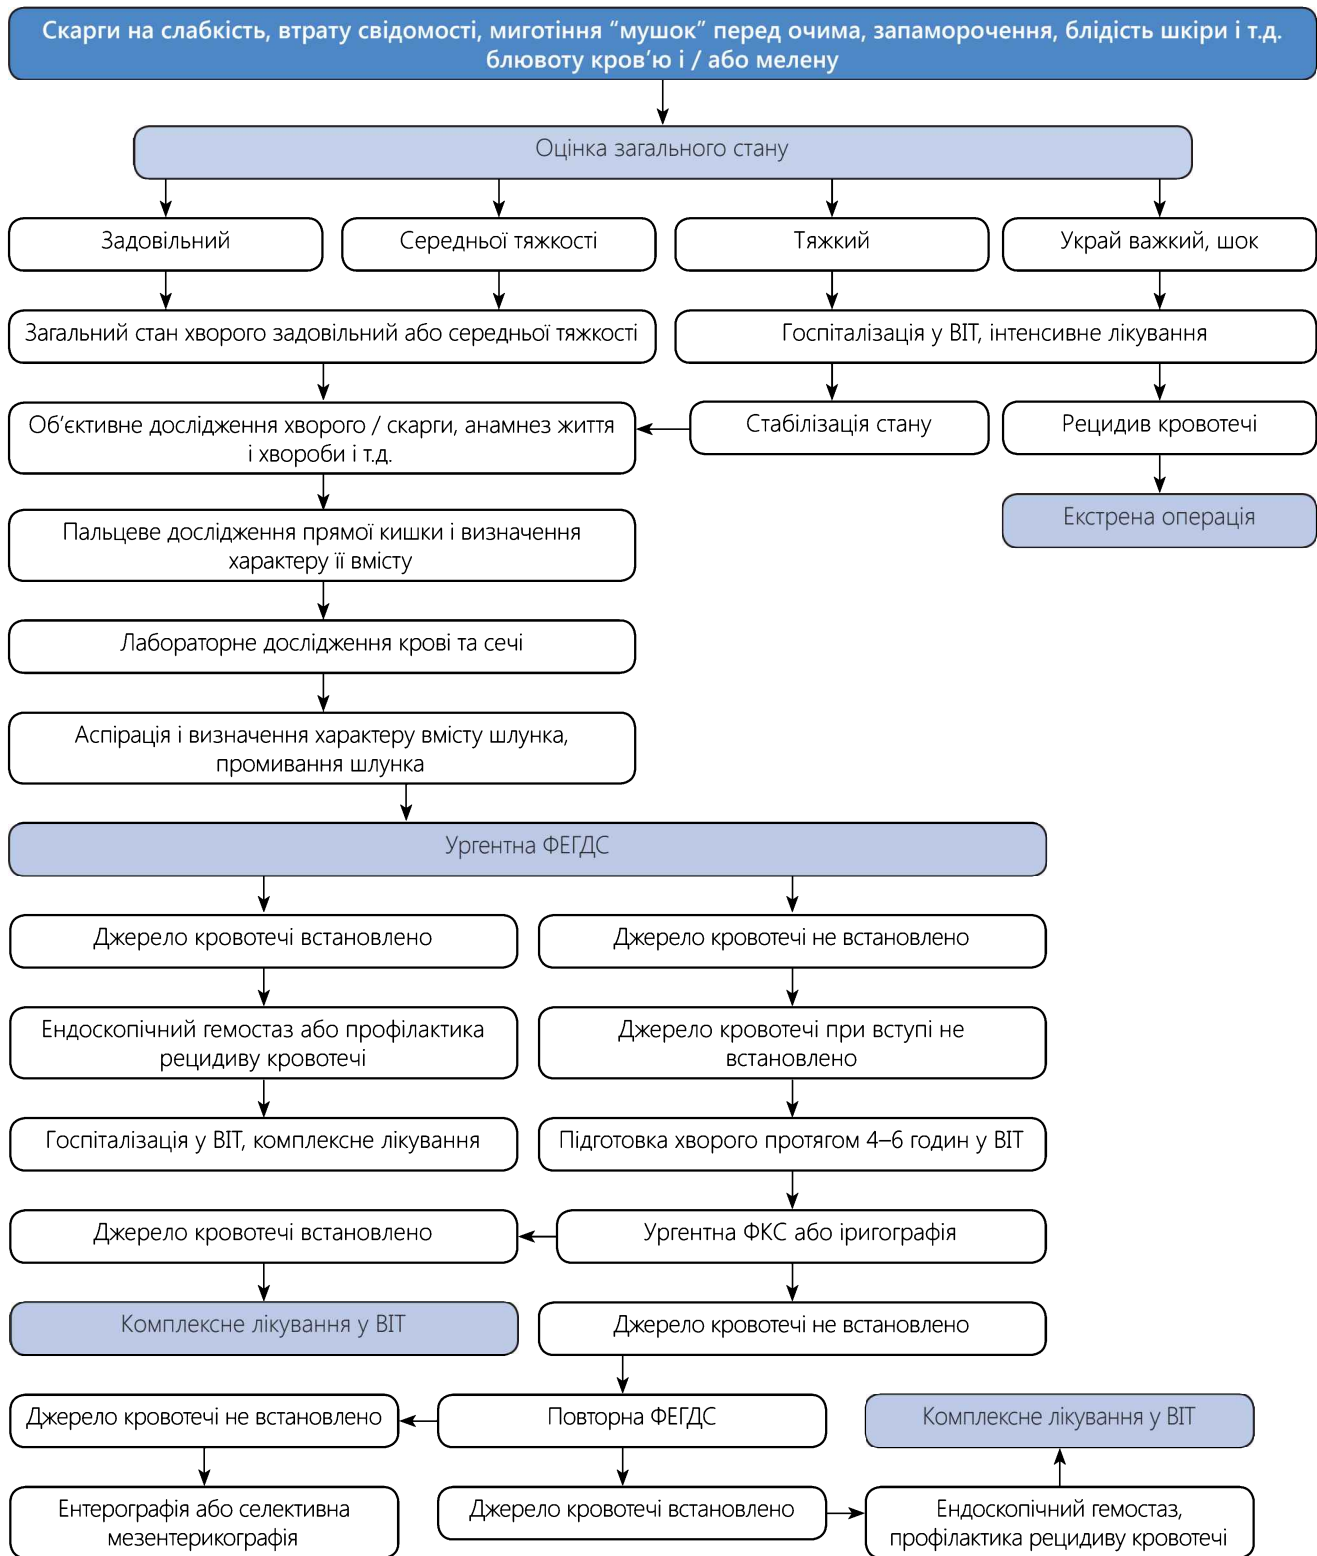 Скарги на слабкість, втрату свідомості, миготіння “мушок” перед очима, запаморочення, блідість шкіри і т.д.
блювоту кров’ю і / або мелену
Оцінка загального стану
Задовільний
Середньої тяжкості
Тяжкий
Украй важкий, шок
Загальний стан хворого задовільний або середньої тяжкості
Госпіталізація у ВІТ, інтенсивне лікування
Об’єктивне дослідження хворого / скарги, анамнез життя
і хвороби і т.д.
Стабілізація стану
Рецидив кровотечі
Екстрена операція
Пальцеве дослідження прямої кишки і визначення
характеру її вмісту
Лабораторне дослідження крові та сечі
Аспірація і визначення характеру вмісту шлунка,
промивання шлунка
Ургентна ФЕГДС
Джерело кровотечі встановлено
Джерело кровотечі не встановлено
Ендоскопічний гемостаз або профілактика
рецидиву кровотечі
Джерело кровотечі при вступі не
встановлено
Госпіталізація у ВІТ, комплексне лікування
Підготовка хворого протягом 4–6 годин у ВІТ
Джерело кровотечі встановлено
Ургентна ФКС або іригографія
Комплексне лікування у ВІТ
Джерело кровотечі не встановлено
Джерело кровотечі не встановлено
Повторна ФЕГДС
Комплексне лікування у ВІТ
Ентерографія або селективна
мезентерикографія
Джерело кровотечі встановлено
Ендоскопічний гемостаз,
профілактика рецидиву кровотечі